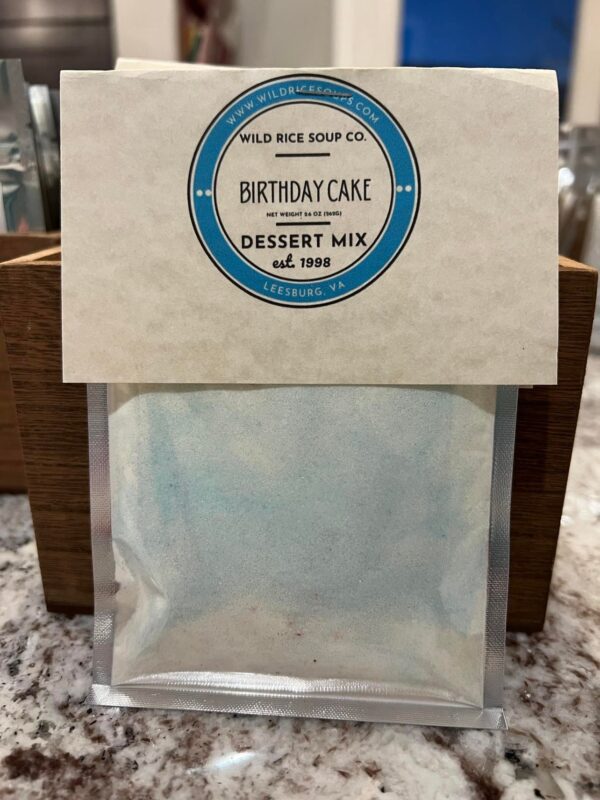 WWW.WILDRICESOUPS.COM
WILD RICE SOUP CO.
BIRTHDAY CAKE
DESSERT MIX
est. 1998
LEESBURG, VA